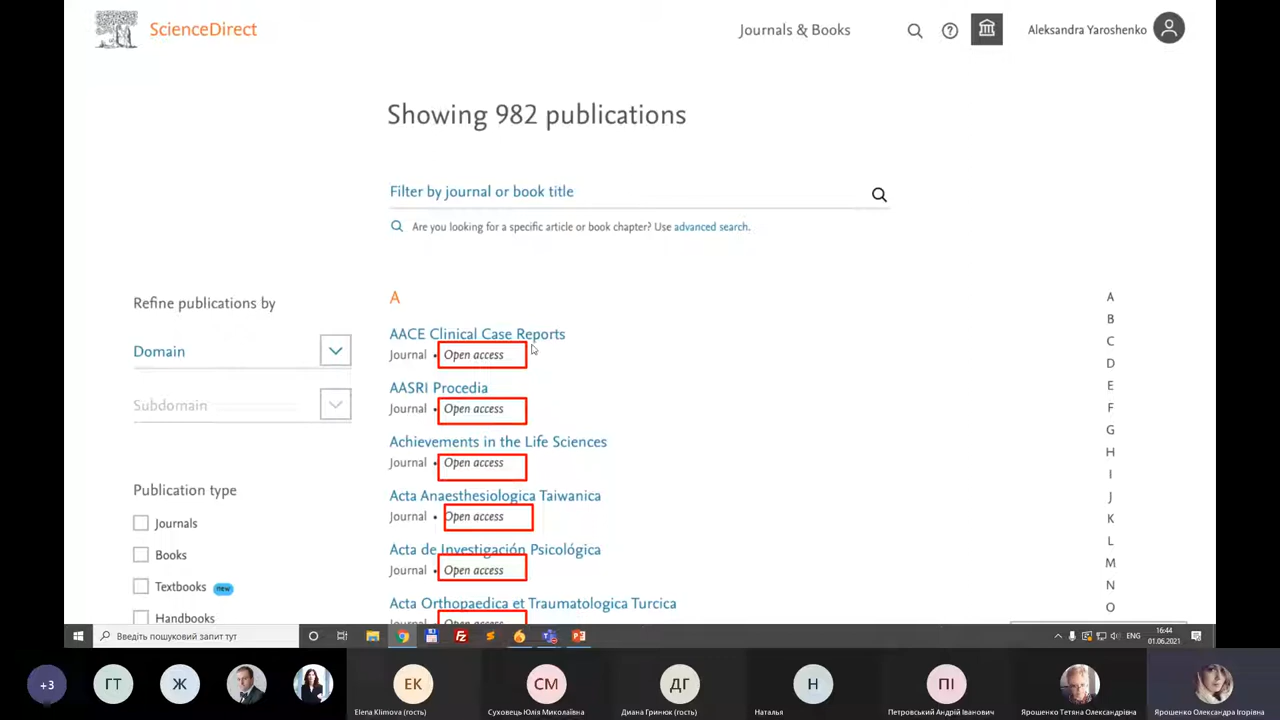 ScienceDirect
Journals & Books
Aleksandra Yaroshenko
Showing 982 publications
Filter by journal or book title
Are you looking for a specific article or book chapter? Use advanced search.
Refine publications by
Domain
Subdomain
Publication type
Journals
Books
Textbooks new
Handbooks
A
AACE Clinical Case Reports
Journal • Open access
AASRI Procedia
Journal • Open access
Achievements in the Life Sciences
Journal • Open access
Acta Anaesthesiologica Taiwanica
Journal • Open access
Acta de Investigación Psicológica
Journal • Open access
Acta Orthopaedica et Traumatologica Turcica
Journal • Open access
A
B
C
D
E
F
G
H
I
J
K
L
M
N
O
Введіть пошуковий запит тут
ENG
16:44
01.06.2021
+3
ГТ
Ж
ЕК
Elena Klimova (гость)
СМ
Суховець Юлія Миколаївна
ДГ
Диана Гринюк (гость)
Н
Наталья
ПІ
Петровський Андрій Іванович
Ярошенко Тетяна Олександрівна
Ярошенко Олександра Ігорівна